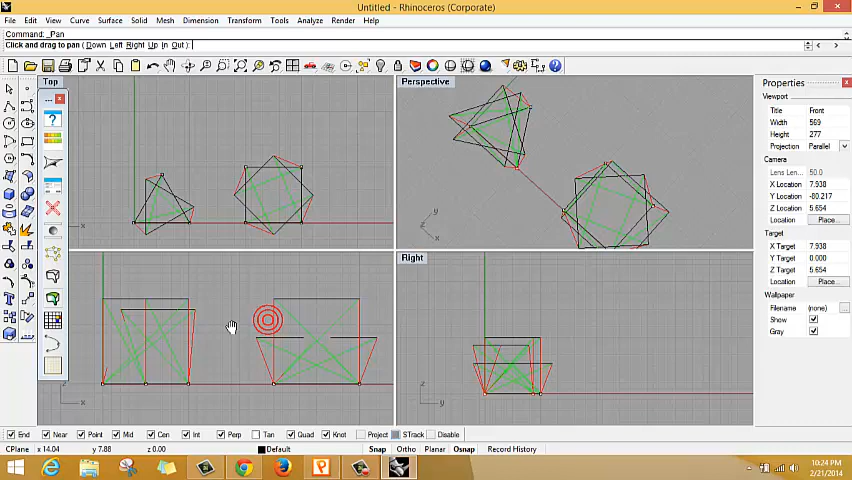 Untitled - Rhinoceros (Corporate)
File Edit View Curve Surface Solid Mesh Dimension Transform Tools Analyze Render Help
Command: _Pan
Click and drag to pan ( Down Left Right Up In Out ):
Top
Perspective
Front
Right
x
y
z
x
z
x
z
y
Properties
Viewport
Title Front
Width 569
Height 277
Projection Parallel
Camera
Lens Len... 50.0
X Location 7.938
Y Location -80.217
Z Location 5.654
Location Place...
Target
X Target 7.938
Y Target 0.000
Z Target 5.654
Location Place...
Wallpaper
Filename (none) ...
Show
Gray
End Near Point Mid Cen Int Perp Tan Quad Knot Project STrack Disable
CPlane x 14.04 y 7.88 z 0.00 Default Snap Ortho Planar Osnap Record History
10:24 PM
2/21/2014